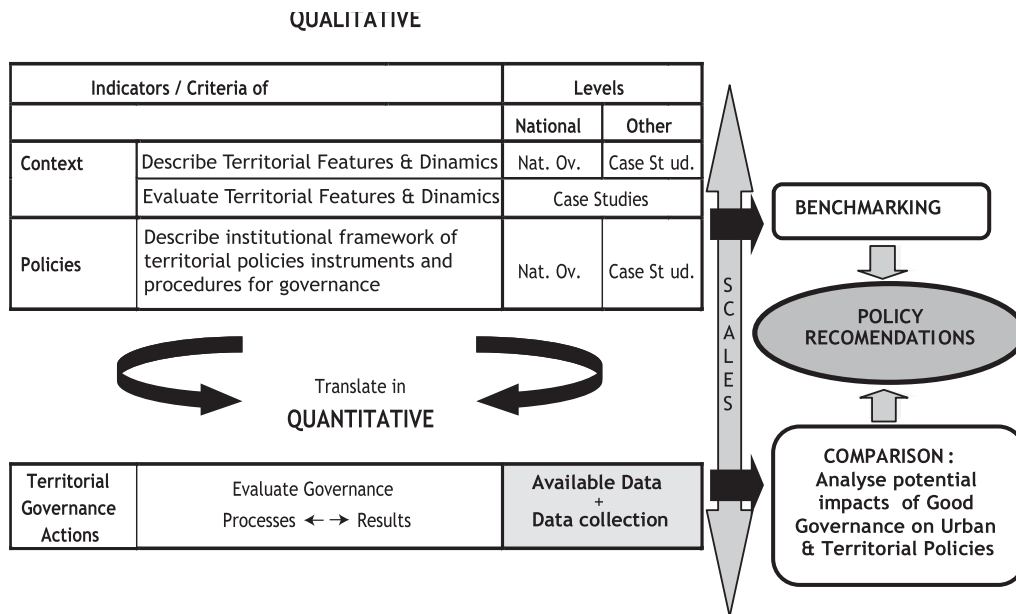 QUALITATIVE
Indicators / Criteria of
Levels
National
Other
Context
Describe Territorial Features & Dinamics
Nat. Ov.
Case St ud.
Evaluate Territorial Features & Dinamics
Case Studies
Policies
Describe institutional framework of
territorial policies instruments and
procedures for governance
Nat. Ov.
Case St ud.
Translate in
QUANTITATIVE
Territorial
Governance
Actions
Evaluate Governance
Processes ← → Results
Available Data
+
Data collection
SCALES
BENCHMARKING
POLICY
RECOMENDATIONS
COMPARISON :
Analyse potential
impacts of Good
Governance on Urban
& Territorial Policies